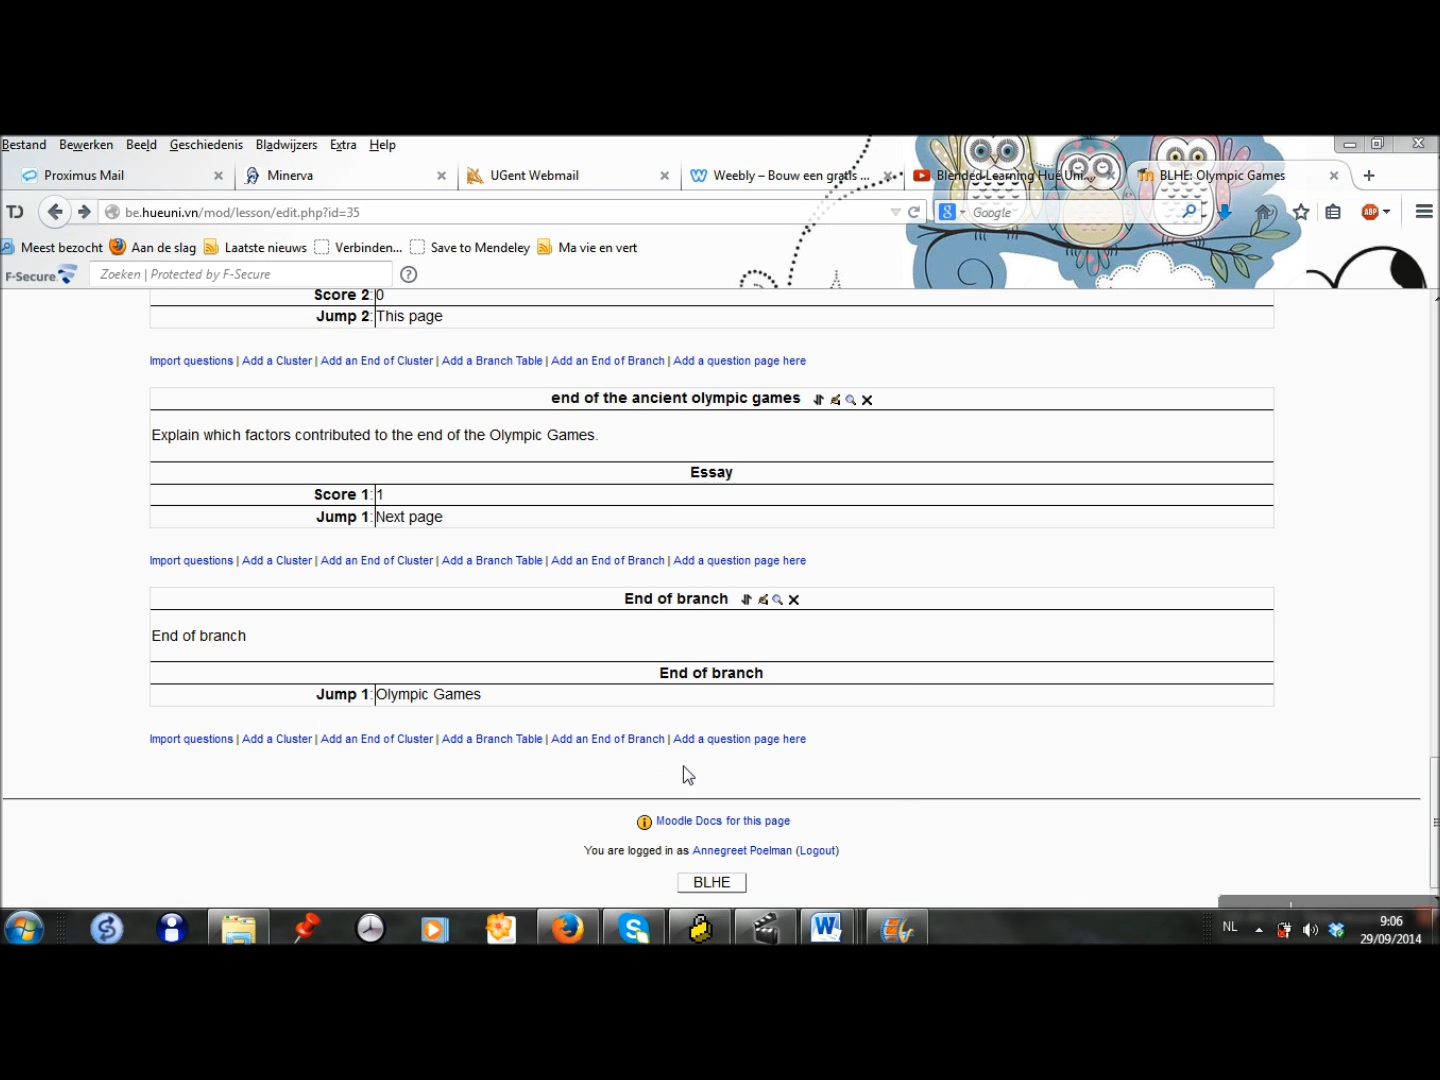 Bestand Bewerken Beeld Geschiedenis Bladwijzers Extra Help
Proximus Mail Minerva UGent Webmail Weebly – Bouw een gratis ... Blended Learning Hue Uni... BLHE: Olympic Games
be.hueuni.vn/mod/lesson/edit.php?id=35 Google
Meest bezocht Aan de slag Laatste nieuws Verbinden... Save to Mendeley Ma vie en vert
F-Secure Zoeken | Protected by F-Secure
Score 2: 0
Jump 2: This page
Import questions | Add a Cluster | Add an End of Cluster | Add a Branch Table | Add an End of Branch | Add a question page here
end of the ancient olympic games
Explain which factors contributed to the end of the Olympic Games.
Essay
Score 1: 1
Jump 1: Next page
Import questions | Add a Cluster | Add an End of Cluster | Add a Branch Table | Add an End of Branch | Add a question page here
End of branch
End of branch
End of branch
Jump 1: Olympic Games
Import questions | Add a Cluster | Add an End of Cluster | Add a Branch Table | Add an End of Branch | Add a question page here
Moodle Docs for this page
You are logged in as Annegreet Poelman (Logout)
BLHE
NL 9:06
29/09/2014